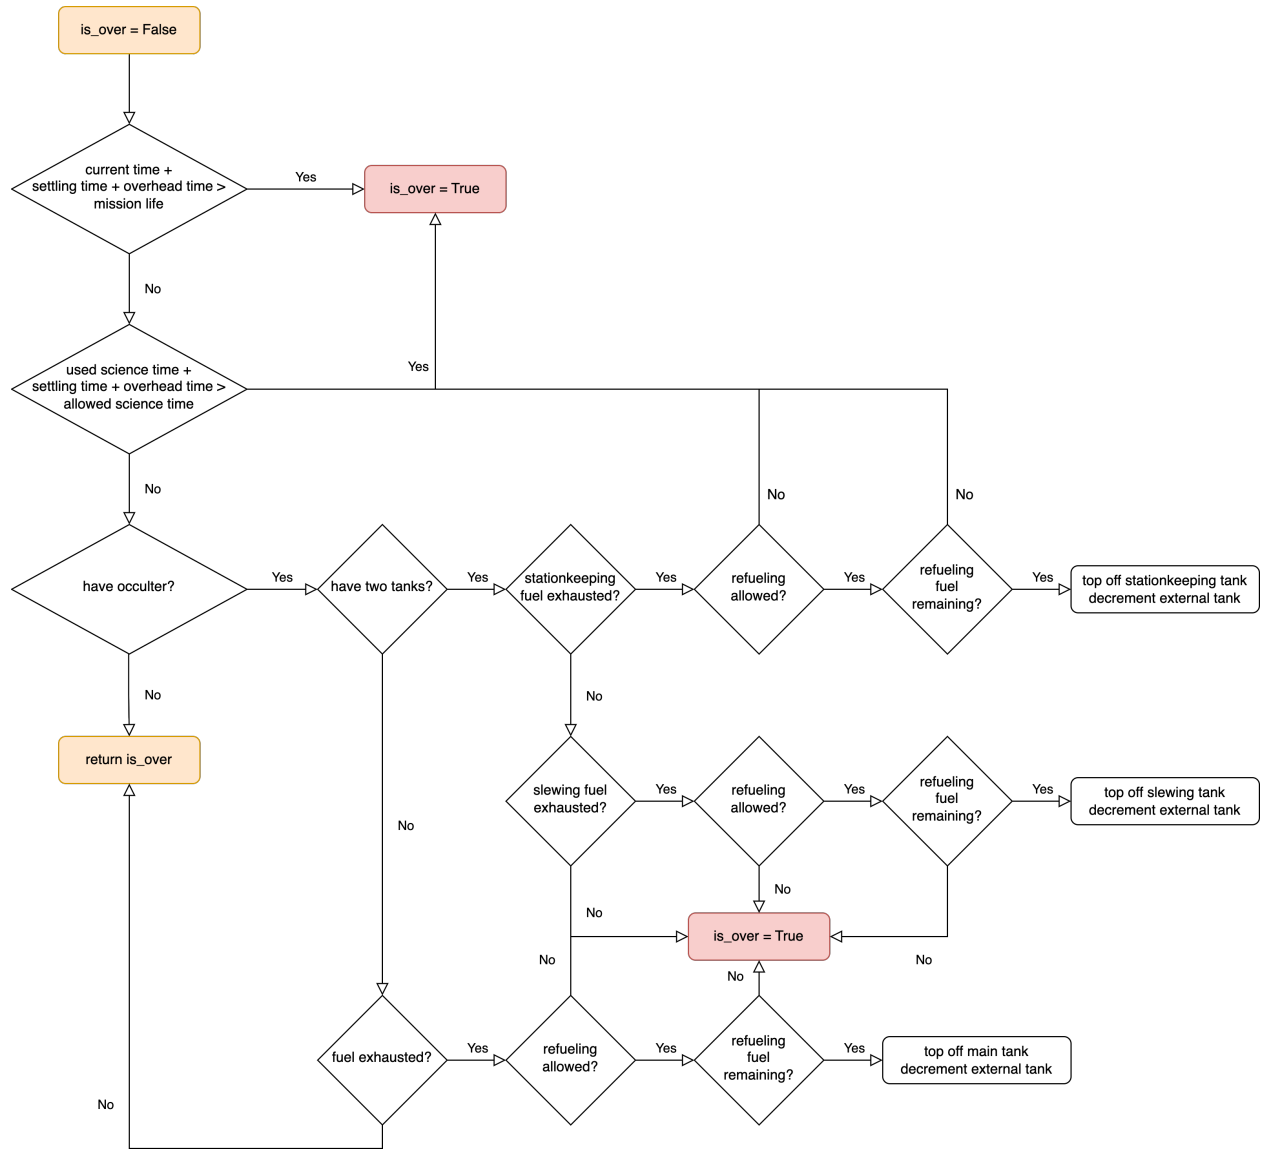 is_over = False
current time +
settling time + overhead time >
mission life
Yes
is_over = True
No
used science time +
settling time + overhead time >
allowed science time
Yes
No
No
No
have occulter?
Yes
have two tanks?
Yes
stationkeeping
fuel exhausted?
Yes
refueling
allowed?
Yes
refueling
fuel
remaining?
Yes
top off stationkeeping tank
decrement external tank
No
No
return is_over
slewing fuel
exhausted?
Yes
refueling
allowed?
Yes
refueling
fuel
remaining?
Yes
top off slewing tank
decrement external tank
No
No
No
is_over = True
No
No
No
fuel exhausted?
Yes
refueling
allowed?
Yes
refueling
fuel
remaining?
Yes
top off main tank
decrement external tank
No